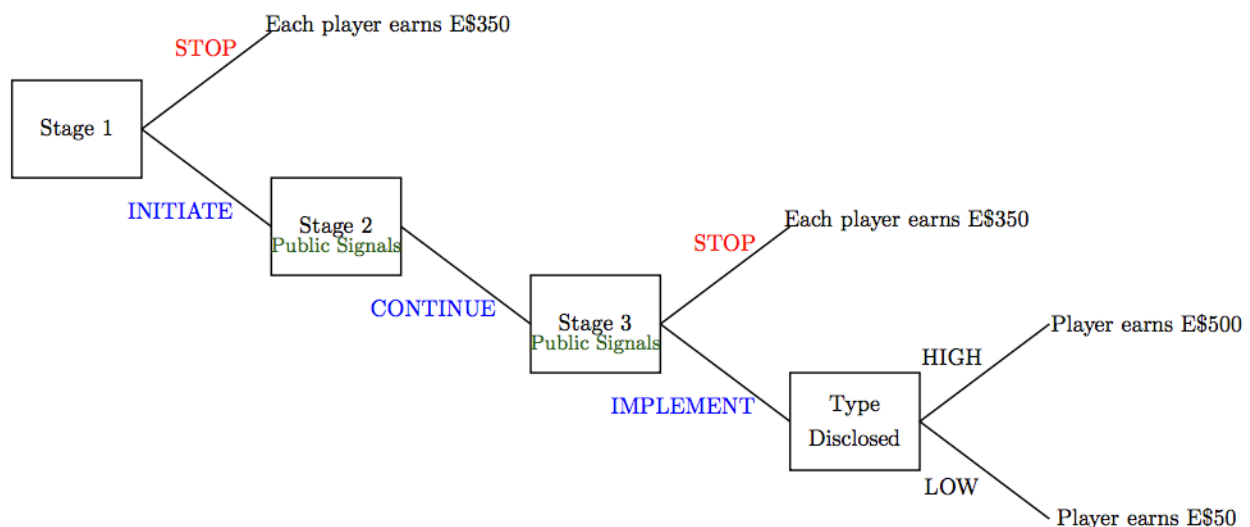 Each player earns E$350
STOP
Stage 1
INITIATE
Stage 2
Public Signals
Each player earns E$350
STOP
CONTINUE
Stage 3
Public Signals
Player earns E$500
HIGH
IMPLEMENT
Type
Disclosed
LOW
Player earns E$50